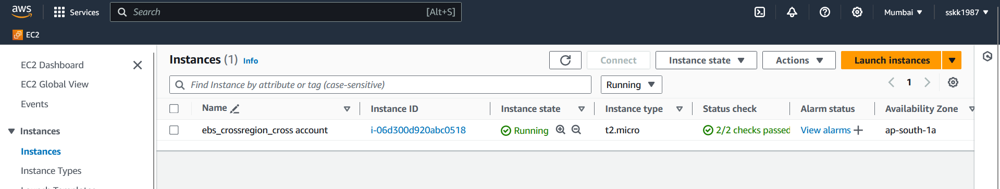 aws
Services
Search
[Alt+S]
Mumbai
sskk1987
EC2
EC2 Dashboard
EC2 Global View
Events
Instances
Instances
Instance Types
Launch Templates
Instances (1) Info
Connect
Instance state
Actions
Launch instances
Find Instance by attribute or tag (case-sensitive)
Running
1
Name
Instance ID
Instance state
Instance type
Status check
Alarm status
Availability Zone
ebs_crossregion_cross account
i-06d300d920abc0518
Running
t2.micro
2/2 checks passed
View alarms
ap-south-1a